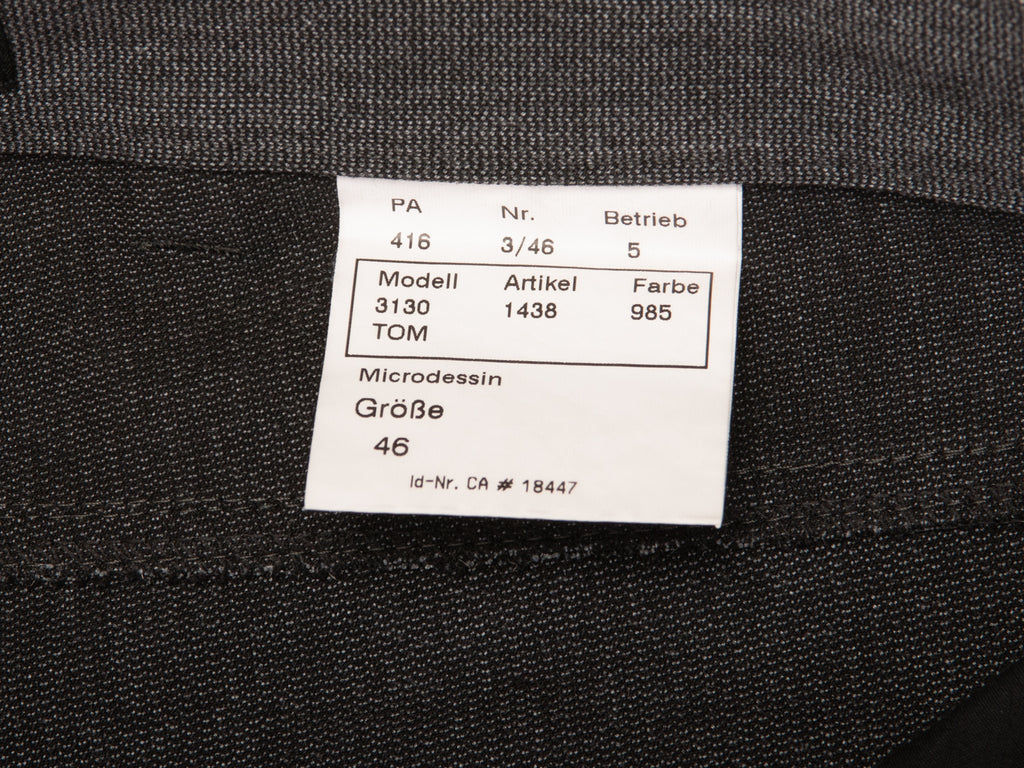 PA Nr. Betrieb
416 3/46 5
Modell Artikel Farbe
3130 1438 985
TOM
Microdessin
Größe
46
Id-Nr. CA # 18447